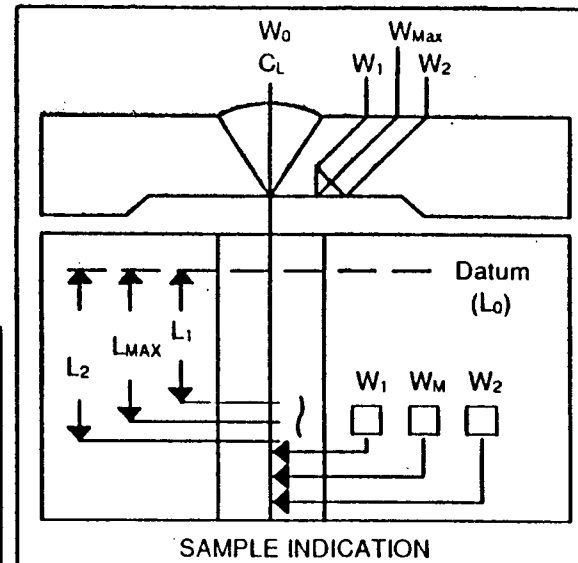 W0 WMax
CL W1 W2
Datum
(L0)
L1
LMAX
L2
W1 WM W2
SAMPLE INDICATION